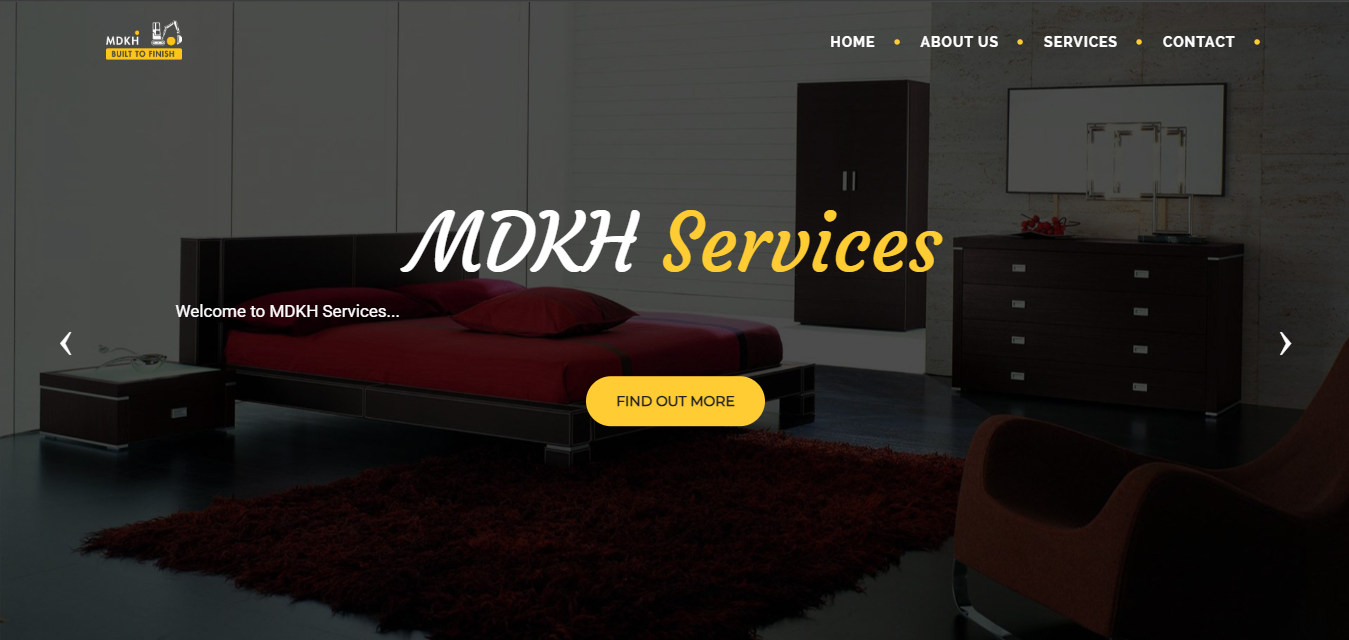 MDKH
BUILT TO FINISH
HOME • ABOUT US • SERVICES • CONTACT •
MDKH Services
Welcome to MDKH Services...
FIND OUT MORE